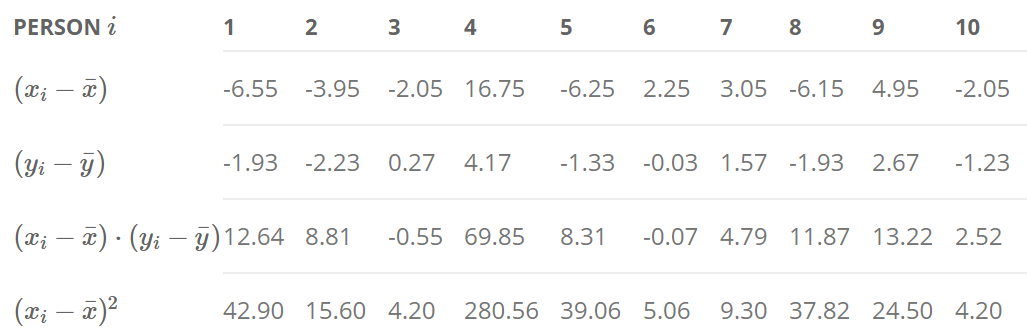 PERSON i 1 2 3 4 5 6 7 8 9 10
(xᵢ − x̄) -6.55 -3.95 -2.05 16.75 -6.25 2.25 3.05 -6.15 4.95 -2.05
(yᵢ − ȳ) -1.93 -2.23 0.27 4.17 -1.33 -0.03 1.57 -1.93 2.67 -1.23
(xᵢ − x̄) · (yᵢ − ȳ) 12.64 8.81 -0.55 69.85 8.31 -0.07 4.79 11.87 13.22 2.52
(xᵢ − x̄)² 42.90 15.60 4.20 280.56 39.06 5.06 9.30 37.82 24.50 4.20